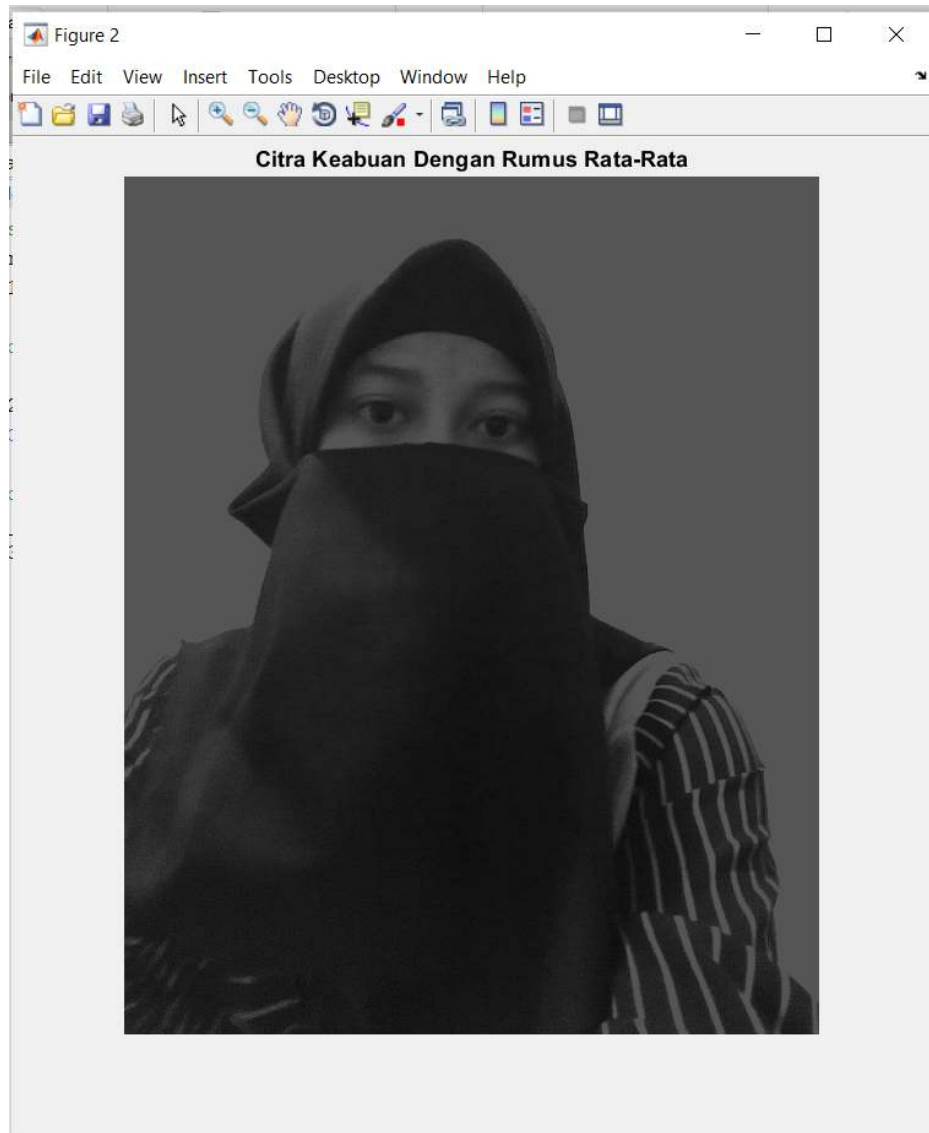 Figure 2
File Edit View Insert Tools Desktop Window Help
Citra Keabuan Dengan Rumus Rata-Rata